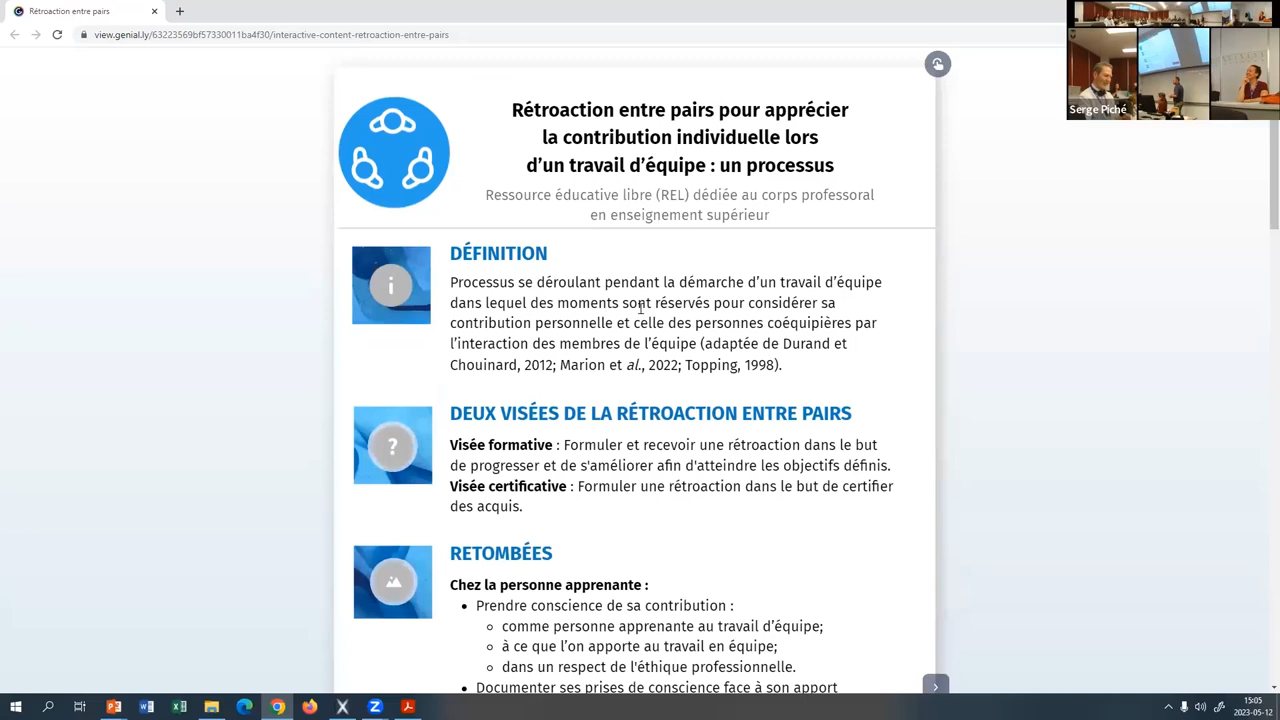 Rétroaction entre pairs
view.genial.ly/63223569bf57330011ba4f30/interactive-content-retroaction-entre-pairs
Serge Piché
Rétroaction entre pairs pour apprécier
la contribution individuelle lors
d’un travail d’équipe : un processus
Ressource éducative libre (REL) dédiée au corps professoral
en enseignement supérieur
DÉFINITION
Processus se déroulant pendant la démarche d’un travail d’équipe
dans lequel des moments sont réservés pour considérer sa
contribution personnelle et celle des personnes coéquipières par
l’interaction des membres de l’équipe (adaptée de Durand et
Chouinard, 2012; Marion et al., 2022; Topping, 1998).
DEUX VISÉES DE LA RÉTROACTION ENTRE PAIRS
Visée formative : Formuler et recevoir une rétroaction dans le but
de progresser et de s'améliorer afin d'atteindre les objectifs définis.
Visée certificative : Formuler une rétroaction dans le but de certifier
des acquis.
RETOMBÉES
Chez la personne apprenante :
• Prendre conscience de sa contribution :
◦ comme personne apprenante au travail d’équipe;
◦ à ce que l’on apporte au travail en équipe;
◦ dans un respect de l'éthique professionnelle.
• Documenter ses prises de conscience face à son apport
15:05
2023-05-12